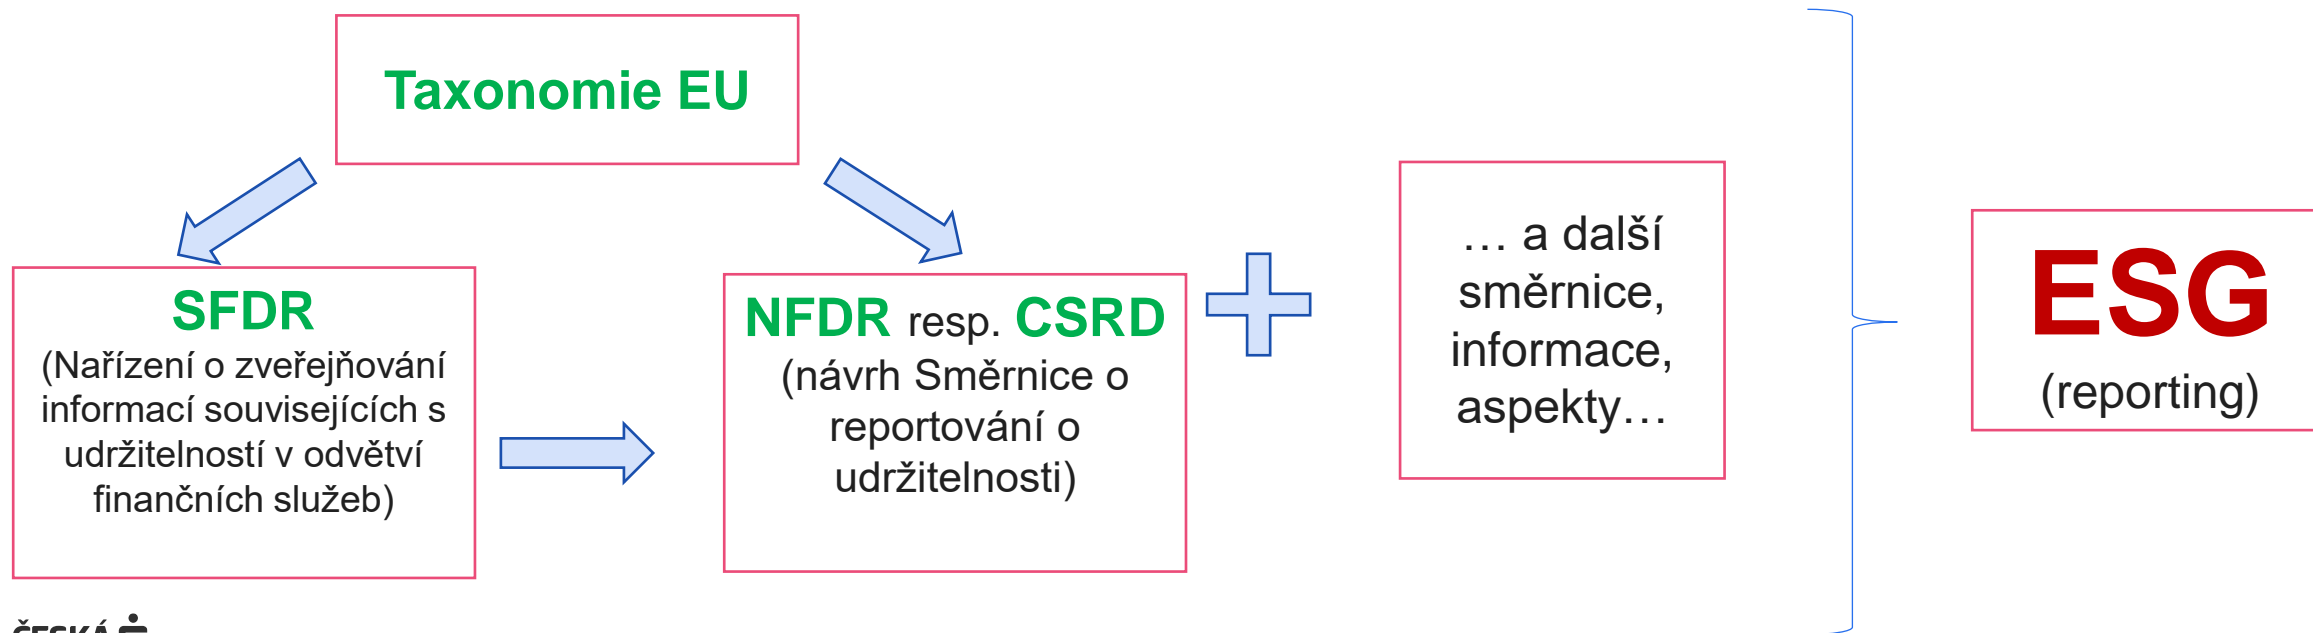 Taxonomie EU
SFDR
(Nařízení o zveřejňování
informací souvisejících s
udržitelností v odvětví
finančních služeb)
NFDR resp. CSRD
(návrh Směrnice o
reportování o
udržitelnosti)
… a další
směrnice,
informace,
aspekty…
ESG
(reporting)
ČESKÁ